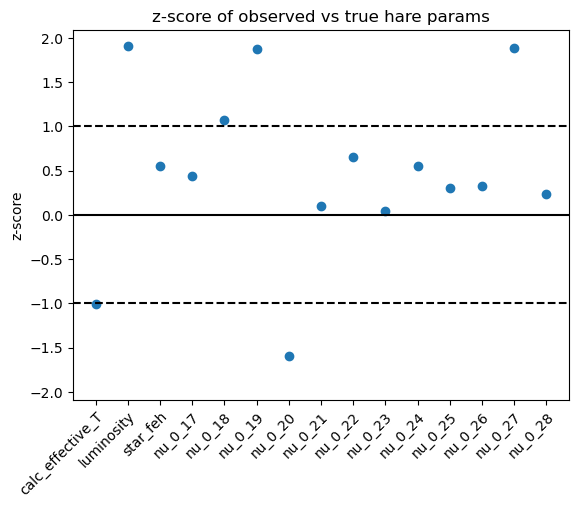 z-score of observed vs true hare params
z-score
2.0
1.5
1.0
0.5
0.0
−0.5
−1.0
−1.5
−2.0
calc_effective_T
luminosity
star_feh
nu_0_17
nu_0_18
nu_0_19
nu_0_20
nu_0_21
nu_0_22
nu_0_23
nu_0_24
nu_0_25
nu_0_26
nu_0_27
nu_0_28